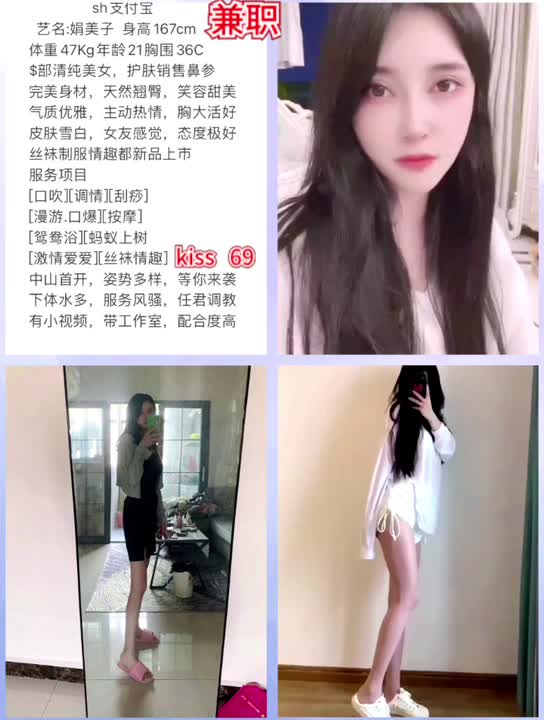 sh支付宝
兼职
艺名:娟美子 身高167cm
体重47Kg年龄21胸围36C
$部清纯美女，护肤销售鼻参
完美身材，天然翘臀，笑容甜美
气质优雅，主动热情，胸大活好
皮肤雪白，女友感觉，态度极好
丝袜制服情趣都新品上市
服务项目
[口吹][调情][刮痧]
[漫游.口爆][按摩]
[鸳鸯浴][蚂蚁上树]
[激情爱爱][丝袜情趣] kiss 69
中山首开，姿势多样，等你来袭
下体水多，服务风骚，任君调教
有小视频，带工作室，配合度高